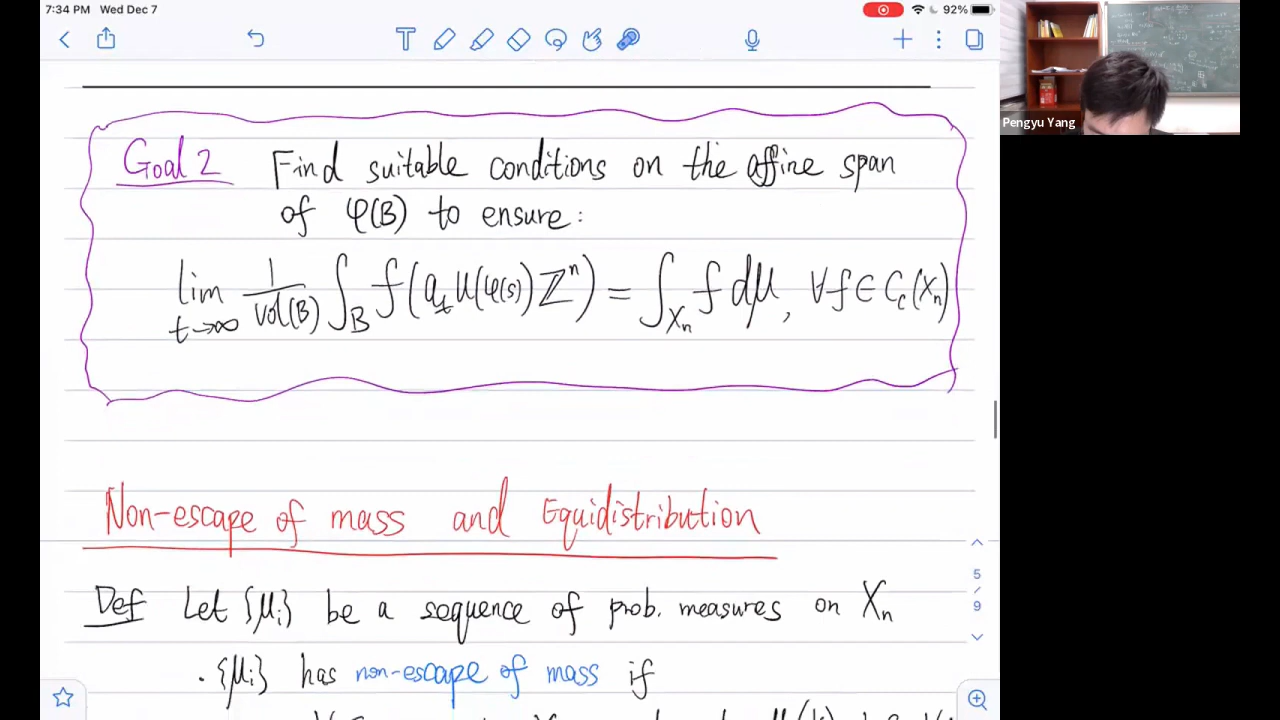 7:34 PM Wed Dec 7
92%
Pengyu Yang
Goal 2 Find suitable conditions on the affine span
of φ(B) to ensure:
lim_{t→∞} 1/vol(B) ∫_B f(a_t u(φ(s)) ℤⁿ) = ∫_{X_n} f dμ, ∀f ∈ C_c(X_n)
Non-escape of mass and Equidistribution
5
/
9
Def Let {μ_i} be a sequence of prob. measures on X_n
· {μ_i} has non-escape of mass if